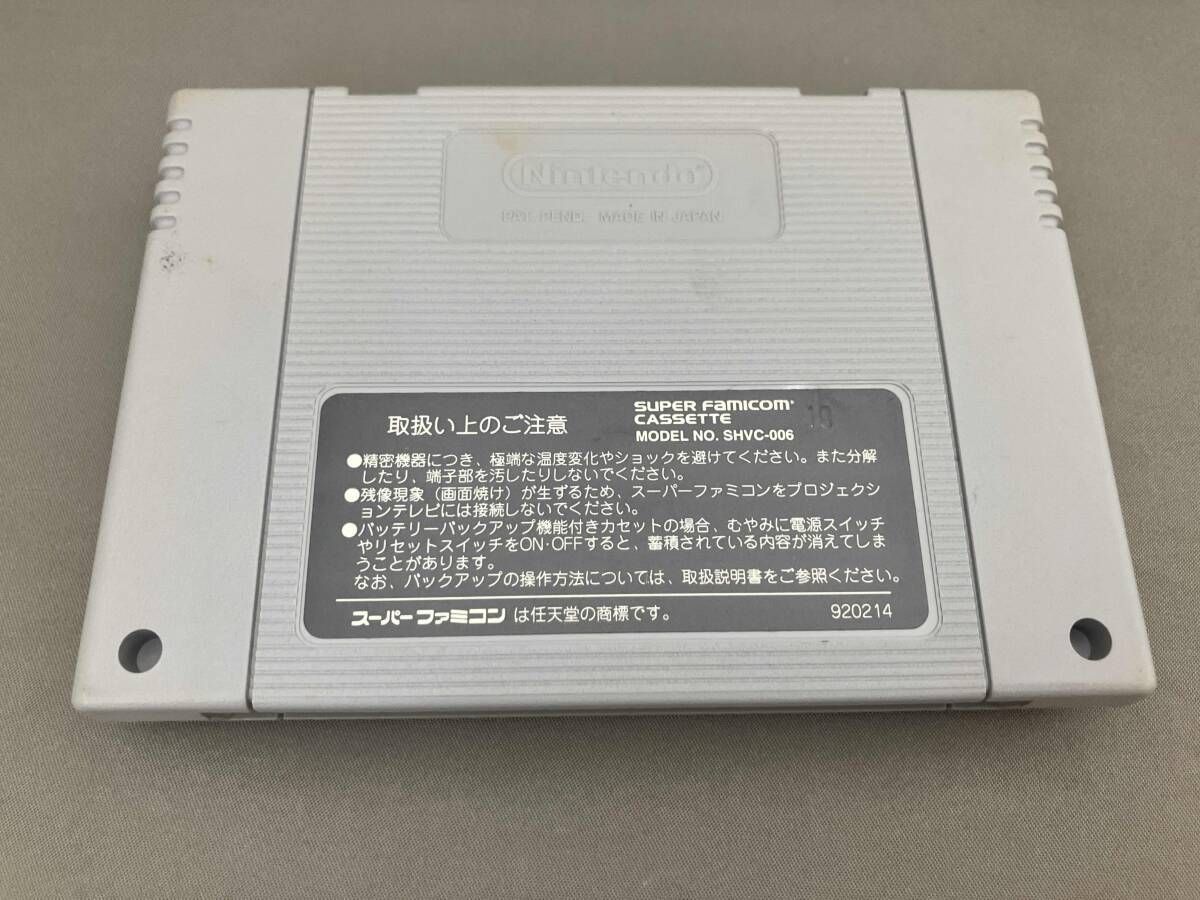 Nintendo
PAT. PEND. MADE IN JAPAN
取扱い上のご注意
SUPER FAMICOM
CASSETTE
MODEL NO. SHVC-006
19
●精密機器につき、極端な温度変化やショックを避けてください。また分解
したり、端子部を汚したりしないでください。
●残像現象（画面焼け）が生ずるため、スーパーファミコンをプロジェクシ
ョンテレビには接続しないでください。
●バッテリーバックアップ機能付きカセットの場合、むやみに電源スイッチ
やリセットスイッチをON・OFFすると、蓄積されている内容が消えてしま
うことがあります。
なお、バックアップの操作方法については、取扱説明書をご参照ください。
スーパーファミコン は任天堂の商標です。
920214